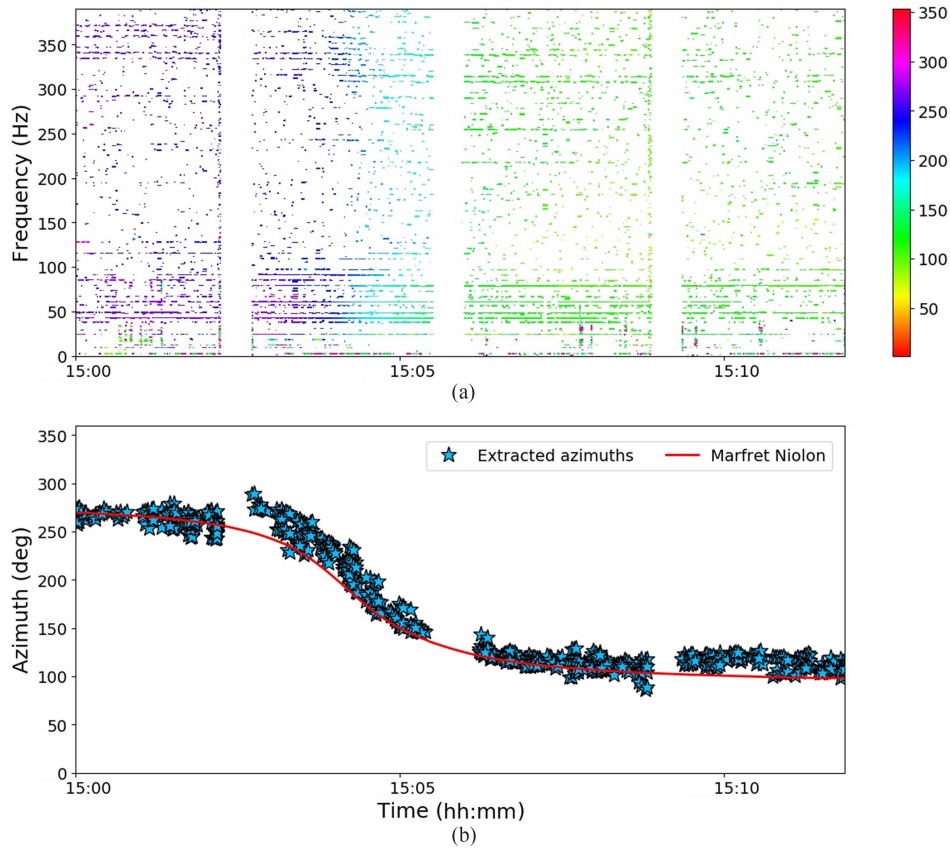 350
300
250
200
150
100
50
0
Frequency (Hz)
15:00 15:05 15:10
350
300
250
200
150
100
50
(a)
350
300
250
200
150
100
50
0
Azimuth (deg)
Extracted azimuths Marfret Niolon
15:00 15:05 15:10
Time (hh:mm)
(b)